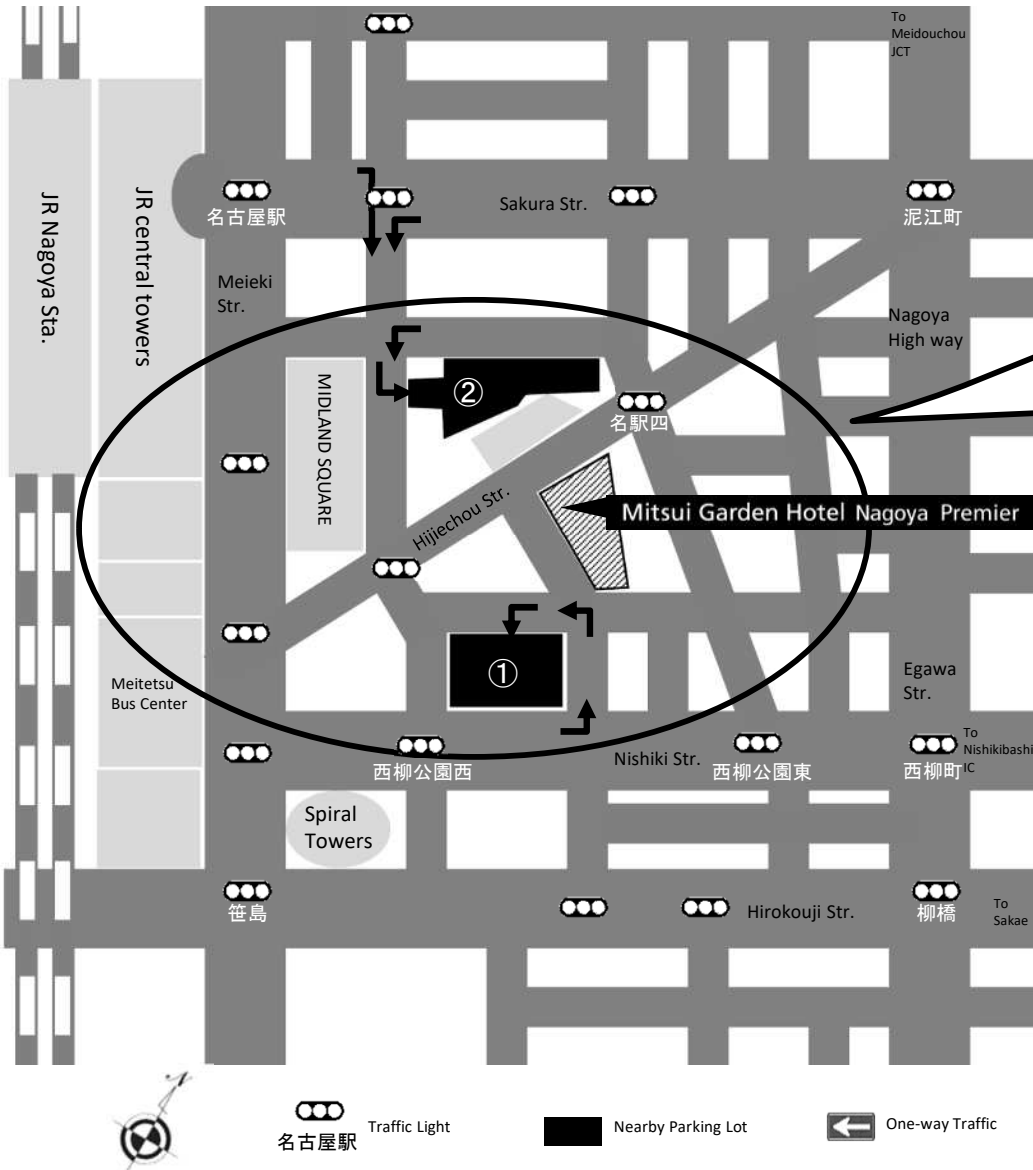 To
Meidouchou
JCT
名古屋駅
Sakura Str.
泥江町
JR Nagoya Sta.
JR central towers
Meieki
Str.
Nagoya
High way
MIDLAND SQUARE
②
名駅四
Hijiechou Str.
Mitsui Garden Hotel Nagoya Premier
①
Meitetsu
Bus Center
Egawa
Str.
西柳公園西
Nishiki Str.
西柳公園東
西柳町
To
Nishikibashi
IC
Spiral
Towers
笹島
Hirokouji Str.
柳橋
To
Sakae
N
名古屋駅
Traffic Light
Nearby Parking Lot
One-way Traffic